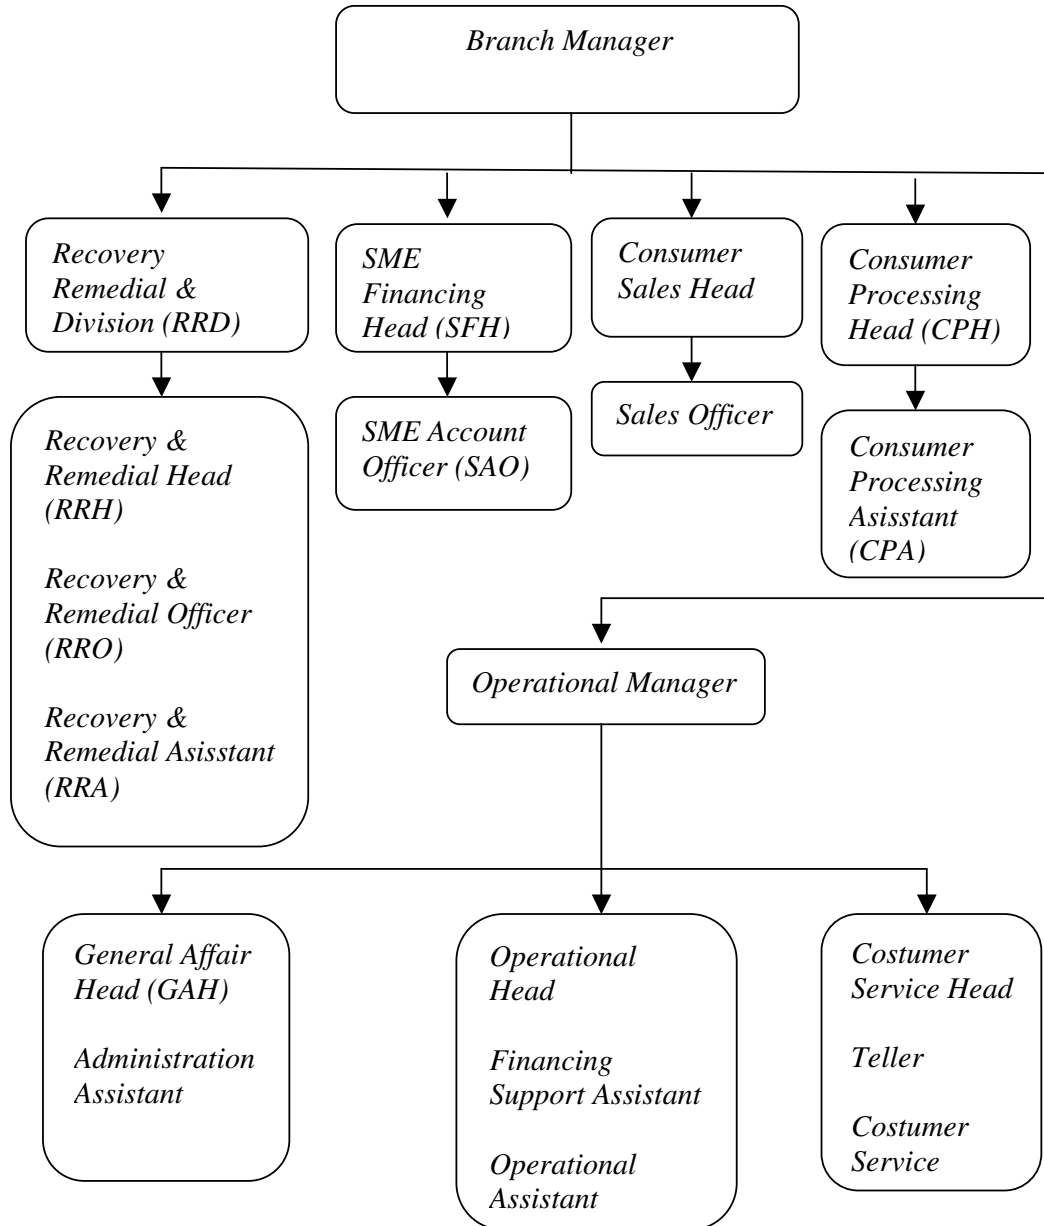 Branch Manager
Recovery
Remedial &
Division (RRD)
SME
Financing
Head (SFH)
Consumer
Sales Head
Consumer
Processing
Head (CPH)
Recovery &
Remedial Head
(RRH)
Recovery &
Remedial Officer
(RRO)
Recovery &
Remedial Asisstant
(RRA)
SME Account
Officer (SAO)
Sales Officer
Consumer
Processing
Asisstant
(CPA)
Operational Manager
General Affair
Head (GAH)
Administration
Assistant
Operational
Head
Financing
Support Assistant
Operational
Assistant
Costumer
Service Head
Teller
Costumer
Service